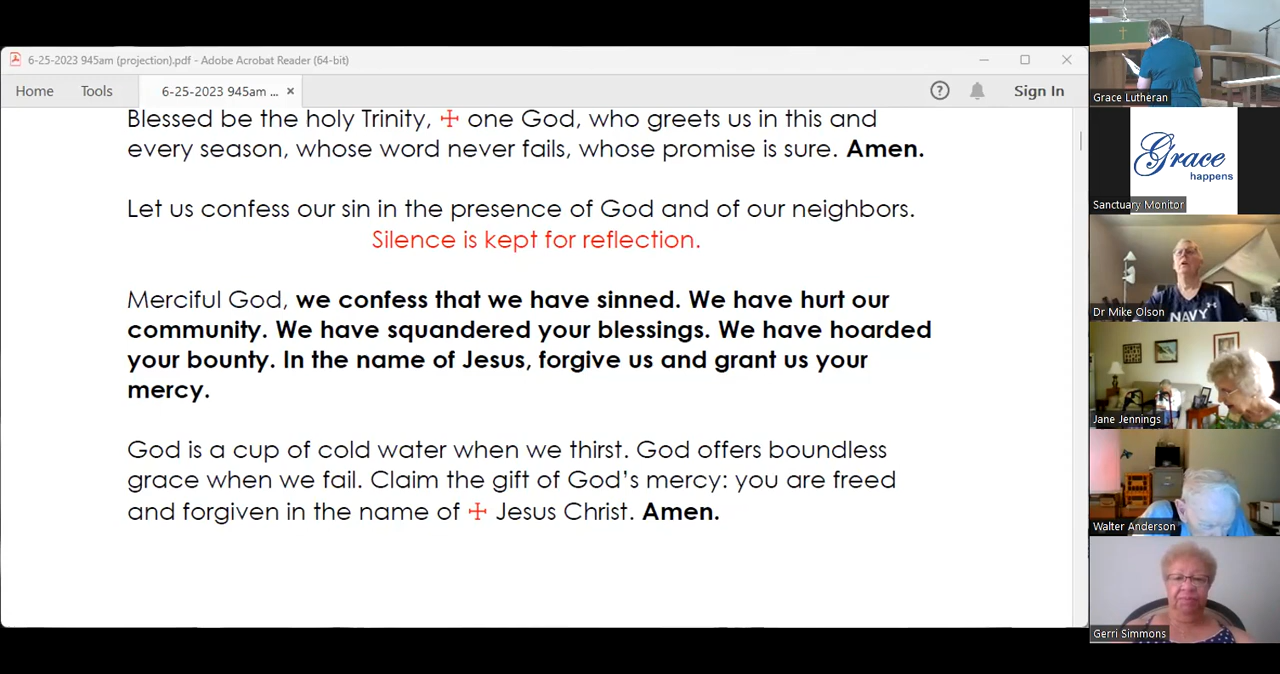 6-25-2023 945am (projection).pdf - Adobe Acrobat Reader (64-bit)
Home Tools 6-25-2023 945am ... × Sign In
Blessed be the holy Trinity, ☩ one God, who greets us in this and
every season, whose word never fails, whose promise is sure. Amen.
Let us confess our sin in the presence of God and of our neighbors.
Silence is kept for reflection.
Merciful God, we confess that we have sinned. We have hurt our
community. We have squandered your blessings. We have hoarded
your bounty. In the name of Jesus, forgive us and grant us your
mercy.
God is a cup of cold water when we thirst. God offers boundless
grace when we fail. Claim the gift of God’s mercy: you are freed
and forgiven in the name of ☩ Jesus Christ. Amen.
Grace Lutheran
Grace
happens
Sanctuary Monitor
NAVY
Dr Mike Olson
Jane Jennings
Walter Anderson
Gerri Simmons